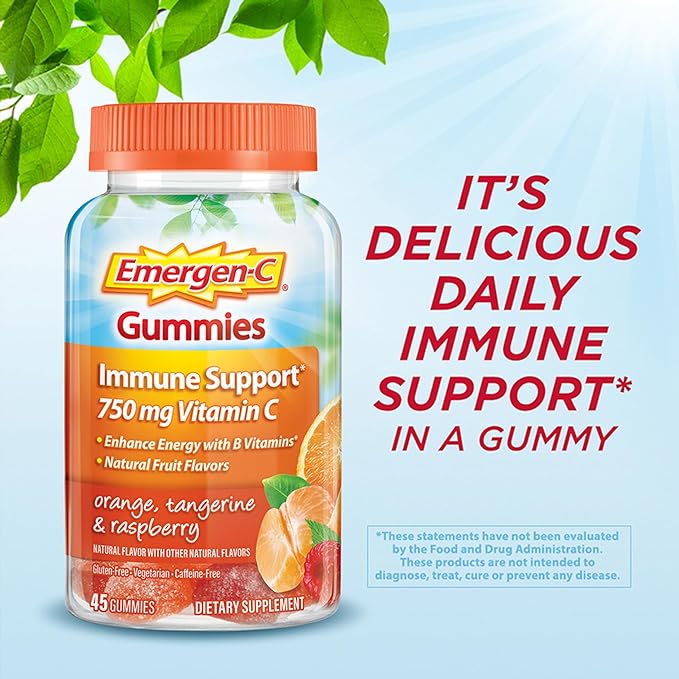 Emergen-C®
Gummies
Immune Support*
750 mg Vitamin C
• Enhance Energy with B Vitamins*
• Natural Fruit Flavors
orange, tangerine
& raspberry
NATURAL FLAVOR WITH OTHER NATURAL FLAVORS
Gluten-Free • Vegetarian • Caffeine-Free
45 GUMMIES
DIETARY SUPPLEMENT
IT'S
DELICIOUS
DAILY
IMMUNE
SUPPORT*
IN A GUMMY
*These statements have not been evaluated
by the Food and Drug Administration.
These products are not intended to
diagnose, treat, cure or prevent any disease.